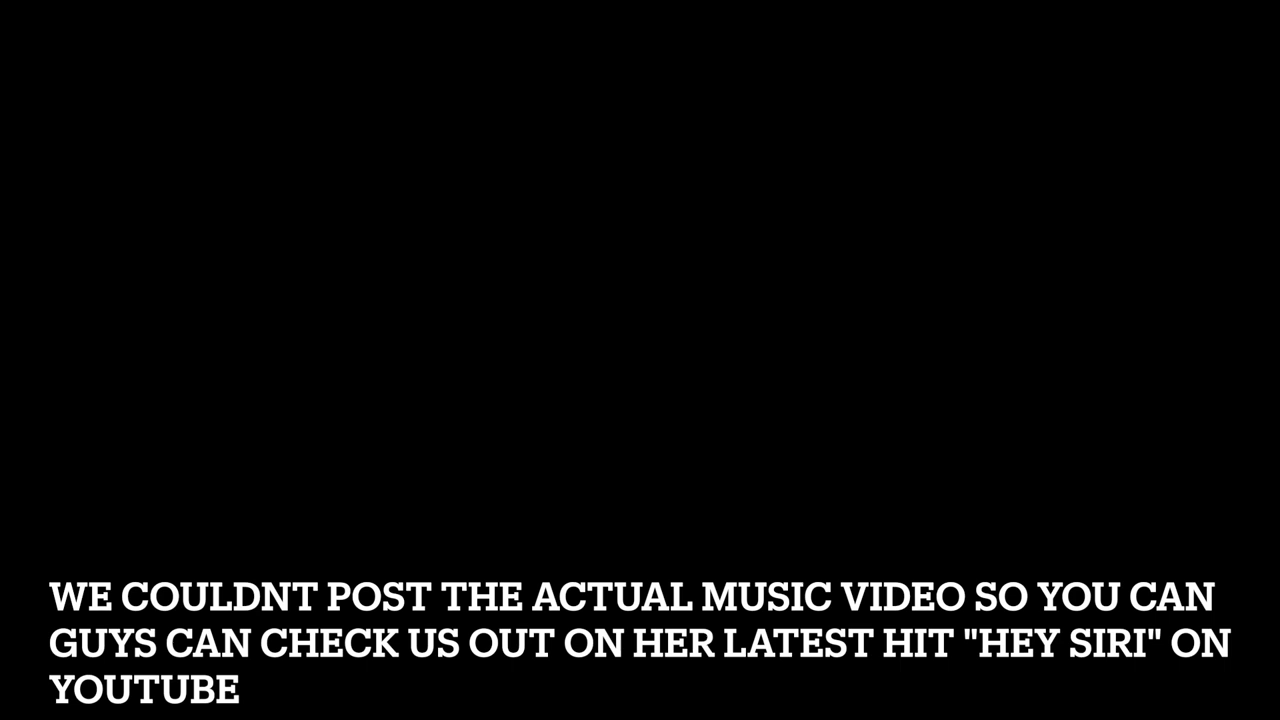 WE COULDNT POST THE ACTUAL MUSIC VIDEO SO YOU CAN
GUYS CAN CHECK US OUT ON HER LATEST HIT "HEY SIRI" ON
YOUTUBE